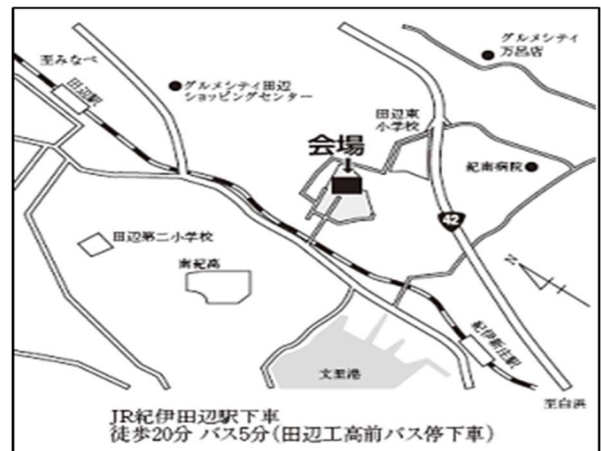 グルメシティ
万呂店
至みなべ
田辺駅
グルメシティ田辺
ショッピングセンター
田辺東
小学校
会場
紀南病院
42
田辺第二小学校
N
南紀高
紀伊新庄駅
文里港
至白浜
JR紀伊田辺駅下車
徒歩20分 バス5分(田辺工高前バス停下車)